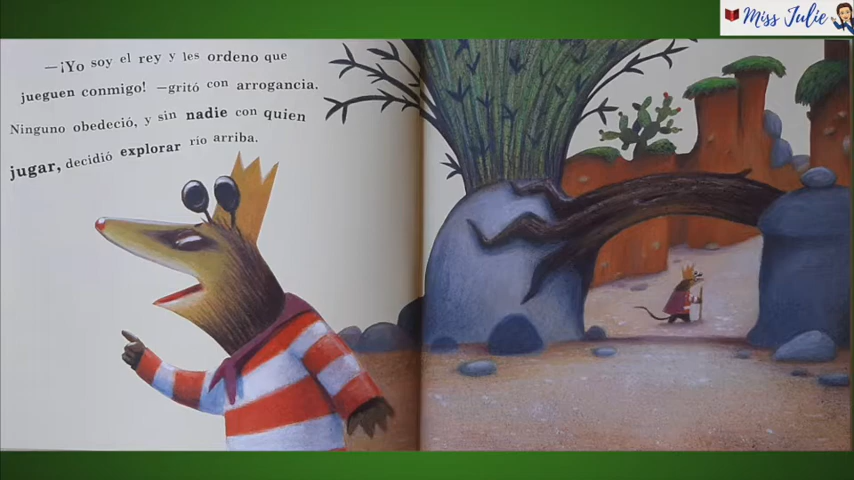 Miss Julie
—¡Yo soy el rey y les ordeno que
jueguen conmigo! —gritó con arrogancia.
Ninguno obedeció, y sin nadie con quien
jugar, decidió explorar río arriba.